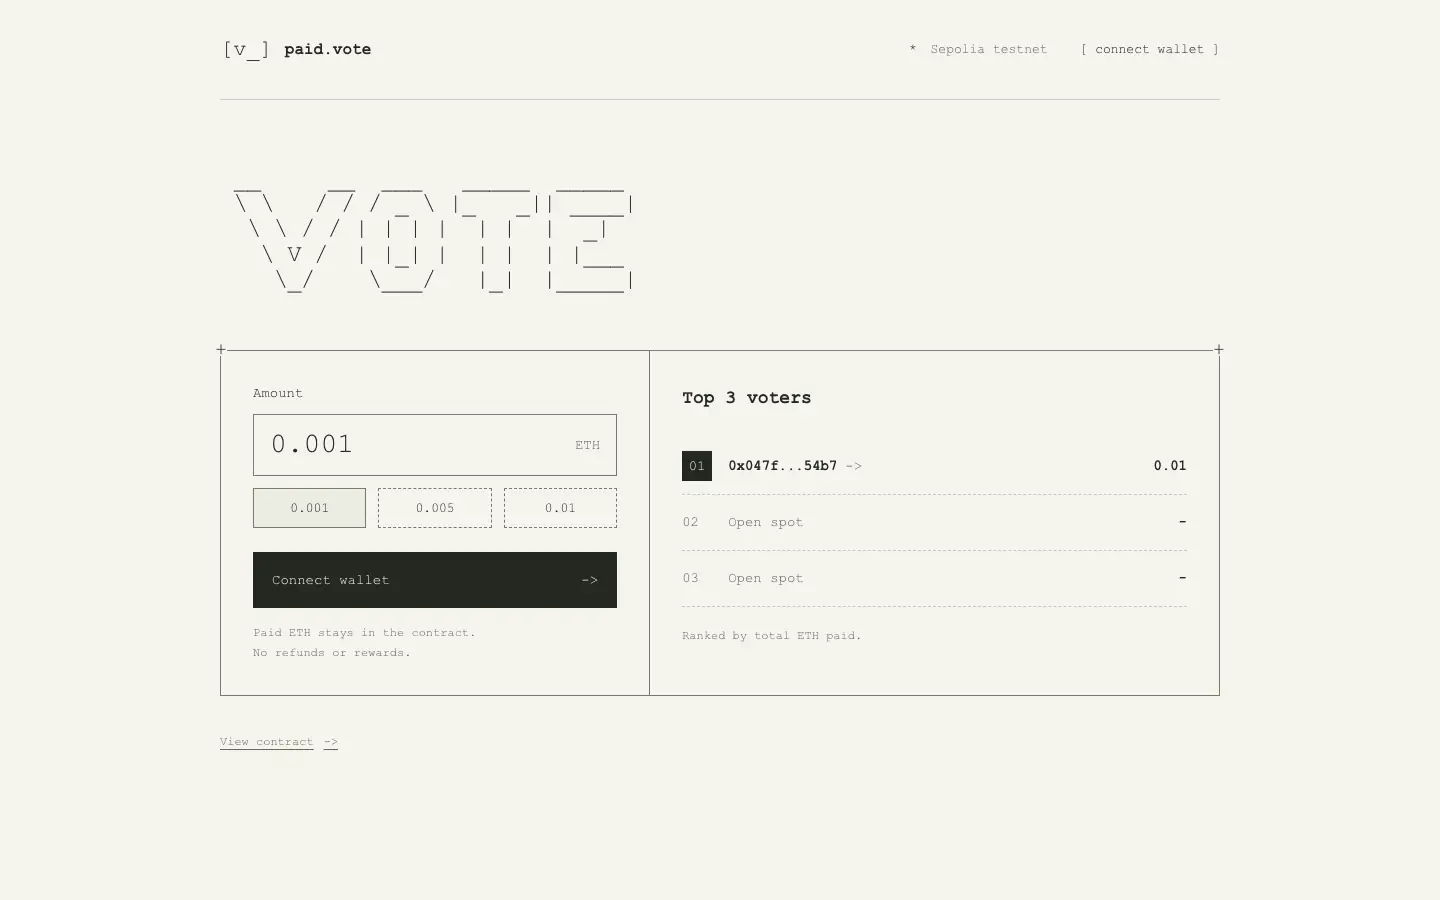 [v_] paid.vote
* Sepolia testnet [ connect wallet ]
VOTE
Amount
0.001 ETH
0.001 0.005 0.01
Connect wallet ->
Paid ETH stays in the contract.
No refunds or rewards.
Top 3 voters
01 0x047f...54b7 -> 0.01
02 Open spot -
03 Open spot -
Ranked by total ETH paid.
View contract ->